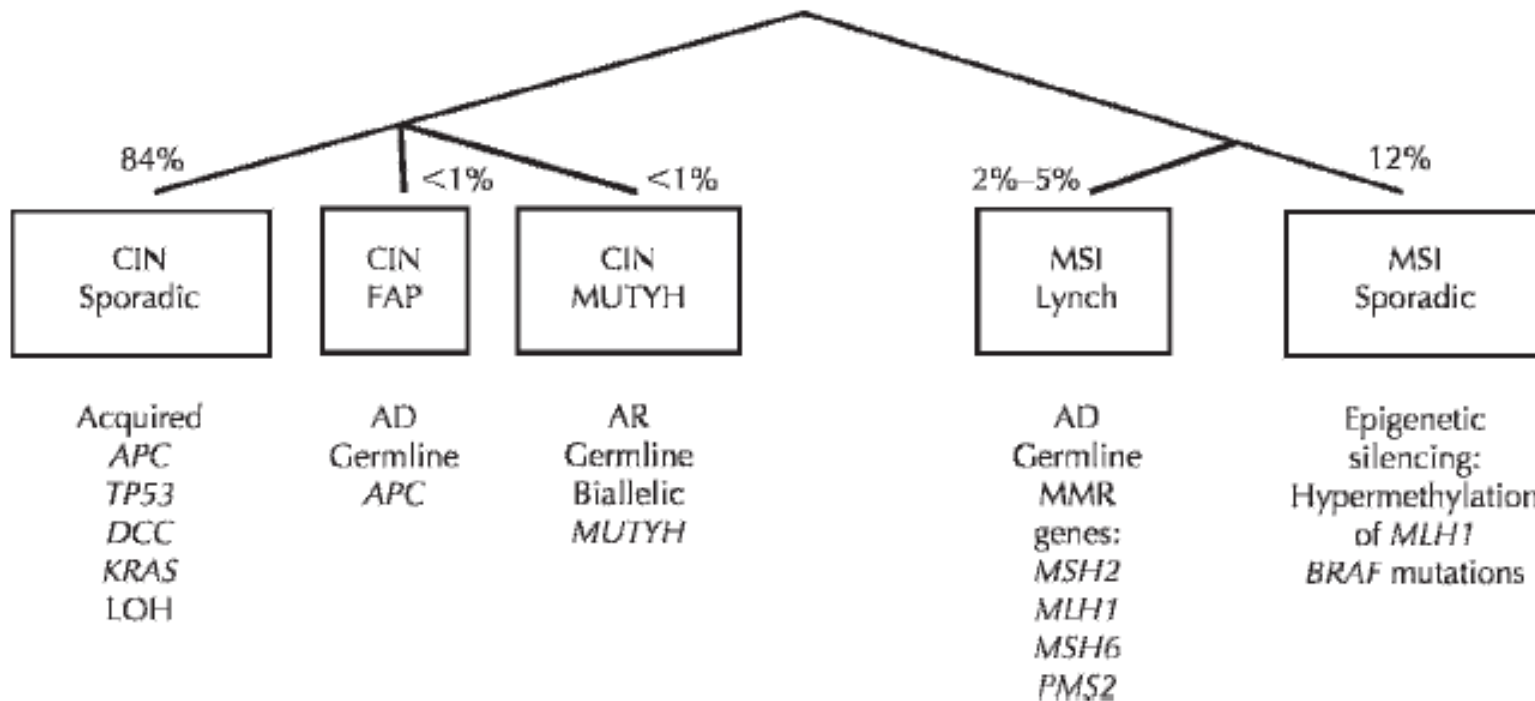 84%
<1%
<1%
2%–5%
12%
CIN
Sporadic
CIN
FAP
CIN
MUTYH
MSI
Lynch
MSI
Sporadic
Acquired
APC
TP53
DCC
KRAS
LOH
AD
Germline
APC
AR
Germline
Biallelic
MUTYH
AD
Germline
MMR
genes:
MSH2
MLH1
MSH6
PMS2
Epigenetic
silencing:
Hypermethylation
of MLH1
BRAF mutations